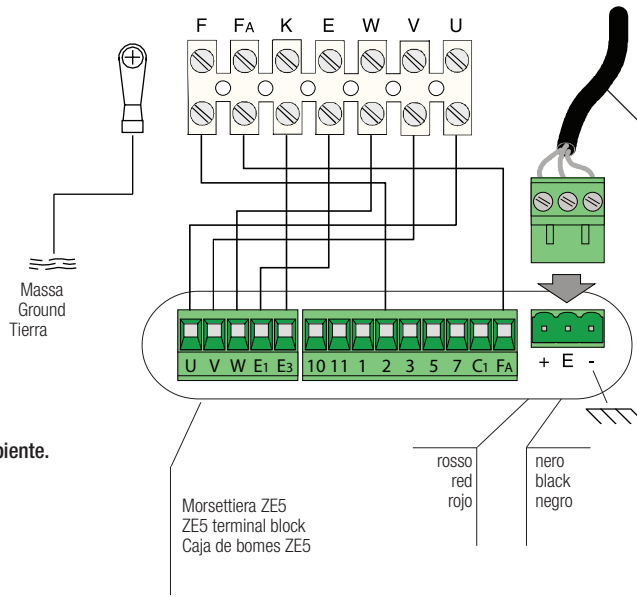 F FA K E W V U
Massa
Ground
Tierra
U V W E1 E3 10 11 1 2 3 5 7 C1 FA
+ E -
piente.
rosso
red
rojo
nero
black
negro
Morsettiera ZE5
ZE5 terminal block
Caja de bornes ZE5